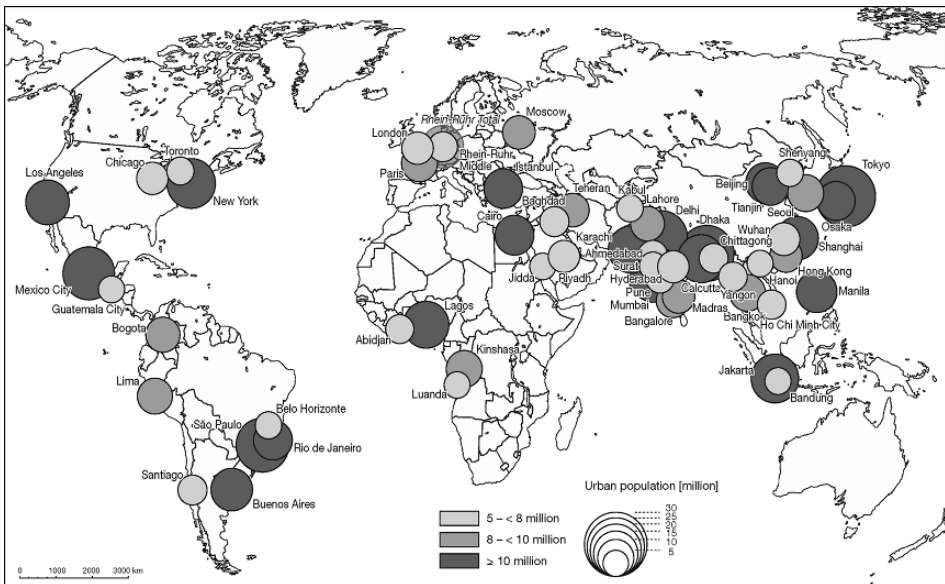 Moscow
Rhein-Ruhr Total
London
Rhein-Ruhr
Middle
Istanbul
Paris
Toronto
Chicago
Los Angeles
New York
Shenyang
Tokyo
Beijing
Tianjin
Seoul
Osaka
Teheran
Kabul
Lahore
Baghdad
Delhi
Dhaka
Cairo
Wuhan
Karachi
Chittagong
Shanghai
Ahmedabad
Surat
Jidda
Riyadh
Hyderabad
Calcutta
Hanoi
Hong Kong
Pune
Yangon
Manila
Mumbai
Madras
Bangkok
Bangalore
Ho Chi Minh City
Mexico City
Guatemala City
Bogota
Lagos
Abidjan
Kinshasa
Lima
Luanda
Jakarta
Bandung
Belo Horizonte
São Paulo
Rio de Janeiro
Santiago
Buenos Aires
Urban population [million]
30
25
20
15
10
5
5 – < 8 million
8 – < 10 million
≥ 10 million
0 1000 2000 3000 km